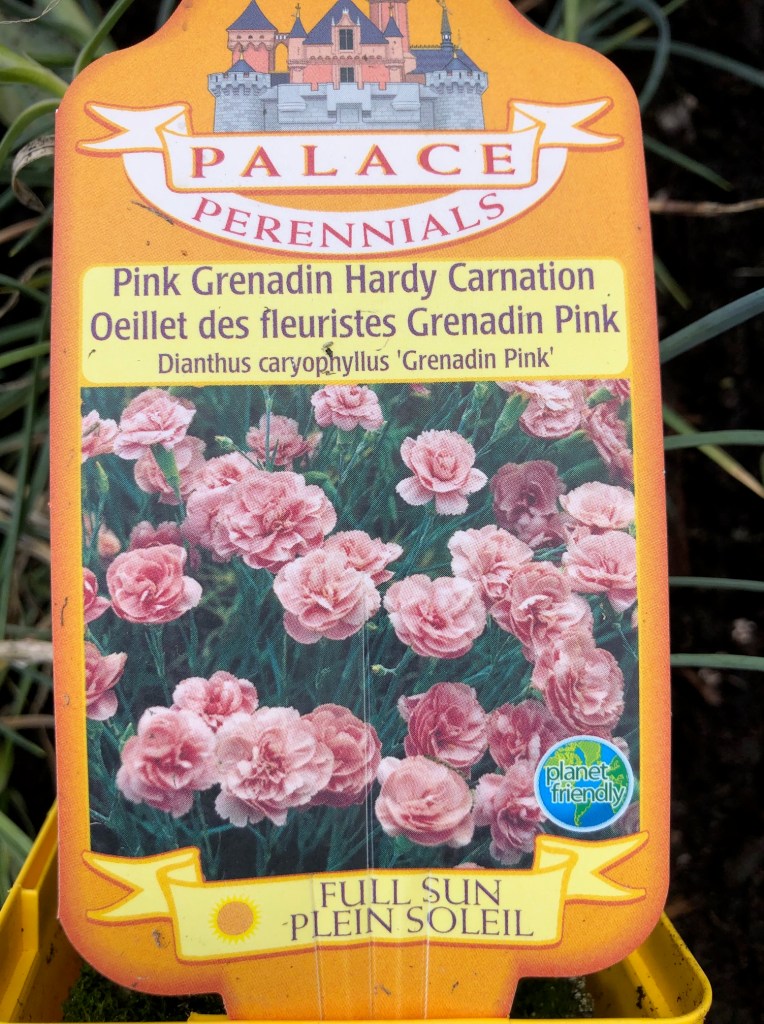 PALACE
PERENNIALS
Pink Grenadin Hardy Carnation
Oeillet des fleuristes Grenadin Pink
Dianthus caryophyllus 'Grenadin Pink'
planet
friendly
FULL SUN
PLEIN SOLEIL